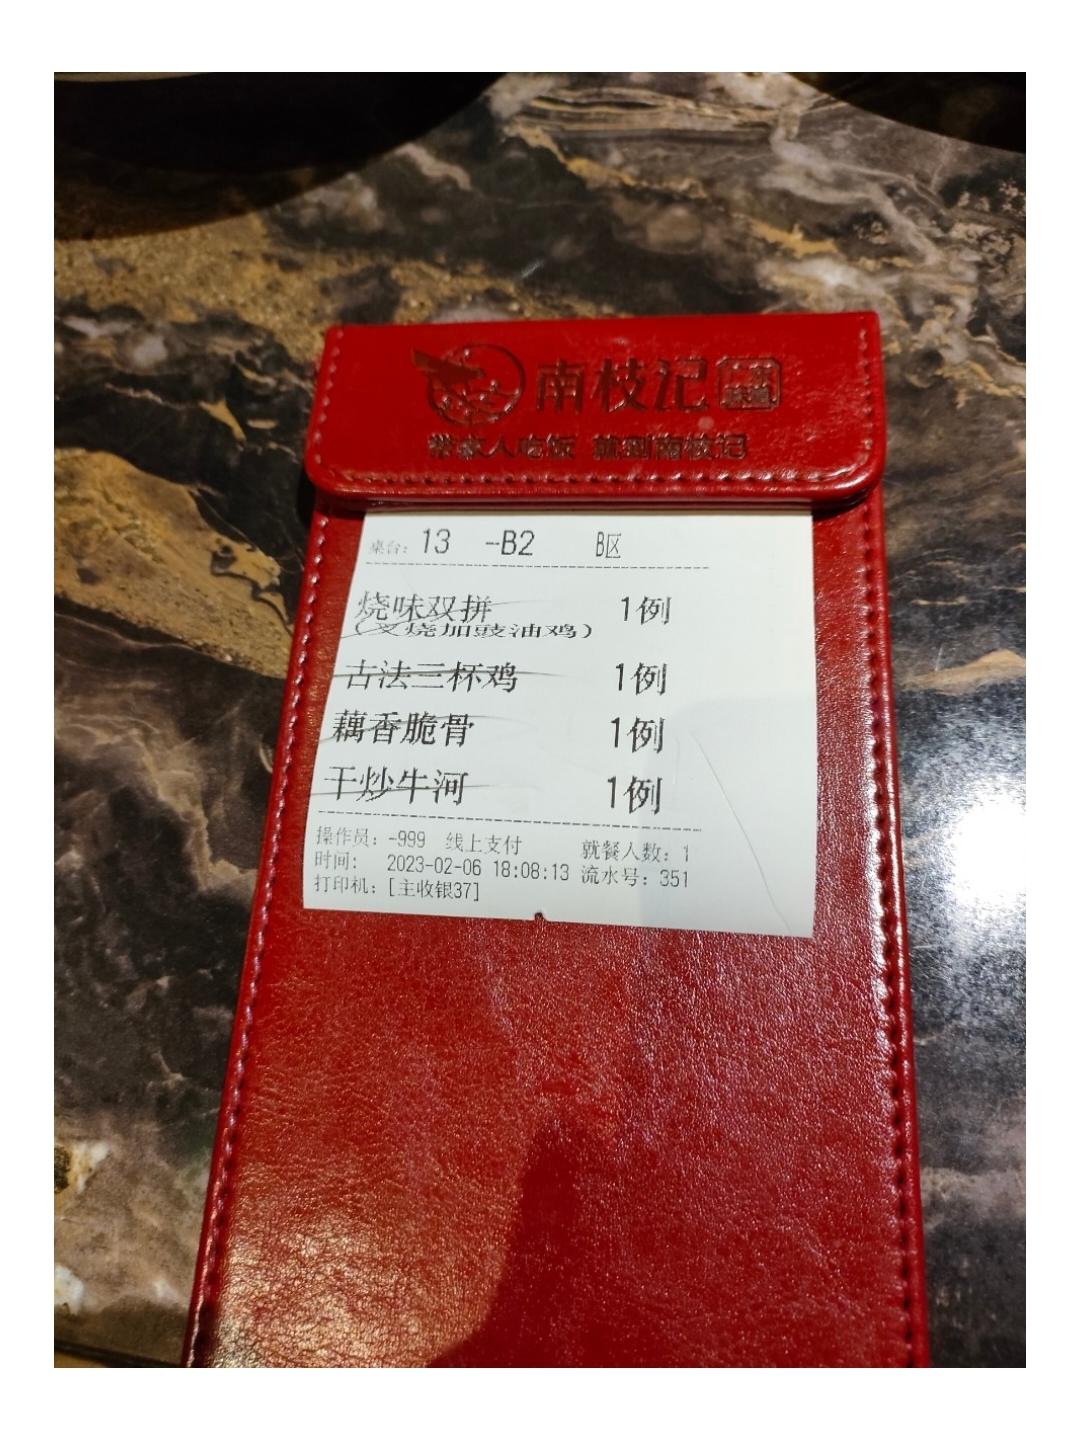 南枝记
带家人吃饭 就到南枝记
桌台：13 -B2 B区
烧味双拼 1例
（叉烧加豉油鸡）
古法三杯鸡 1例
藕香脆骨 1例
干炒牛河 1例
操作员：-999 线上支付 就餐人数：1
时间： 2023-02-06 18:08:13 流水号：351
打印机：[主收银37]